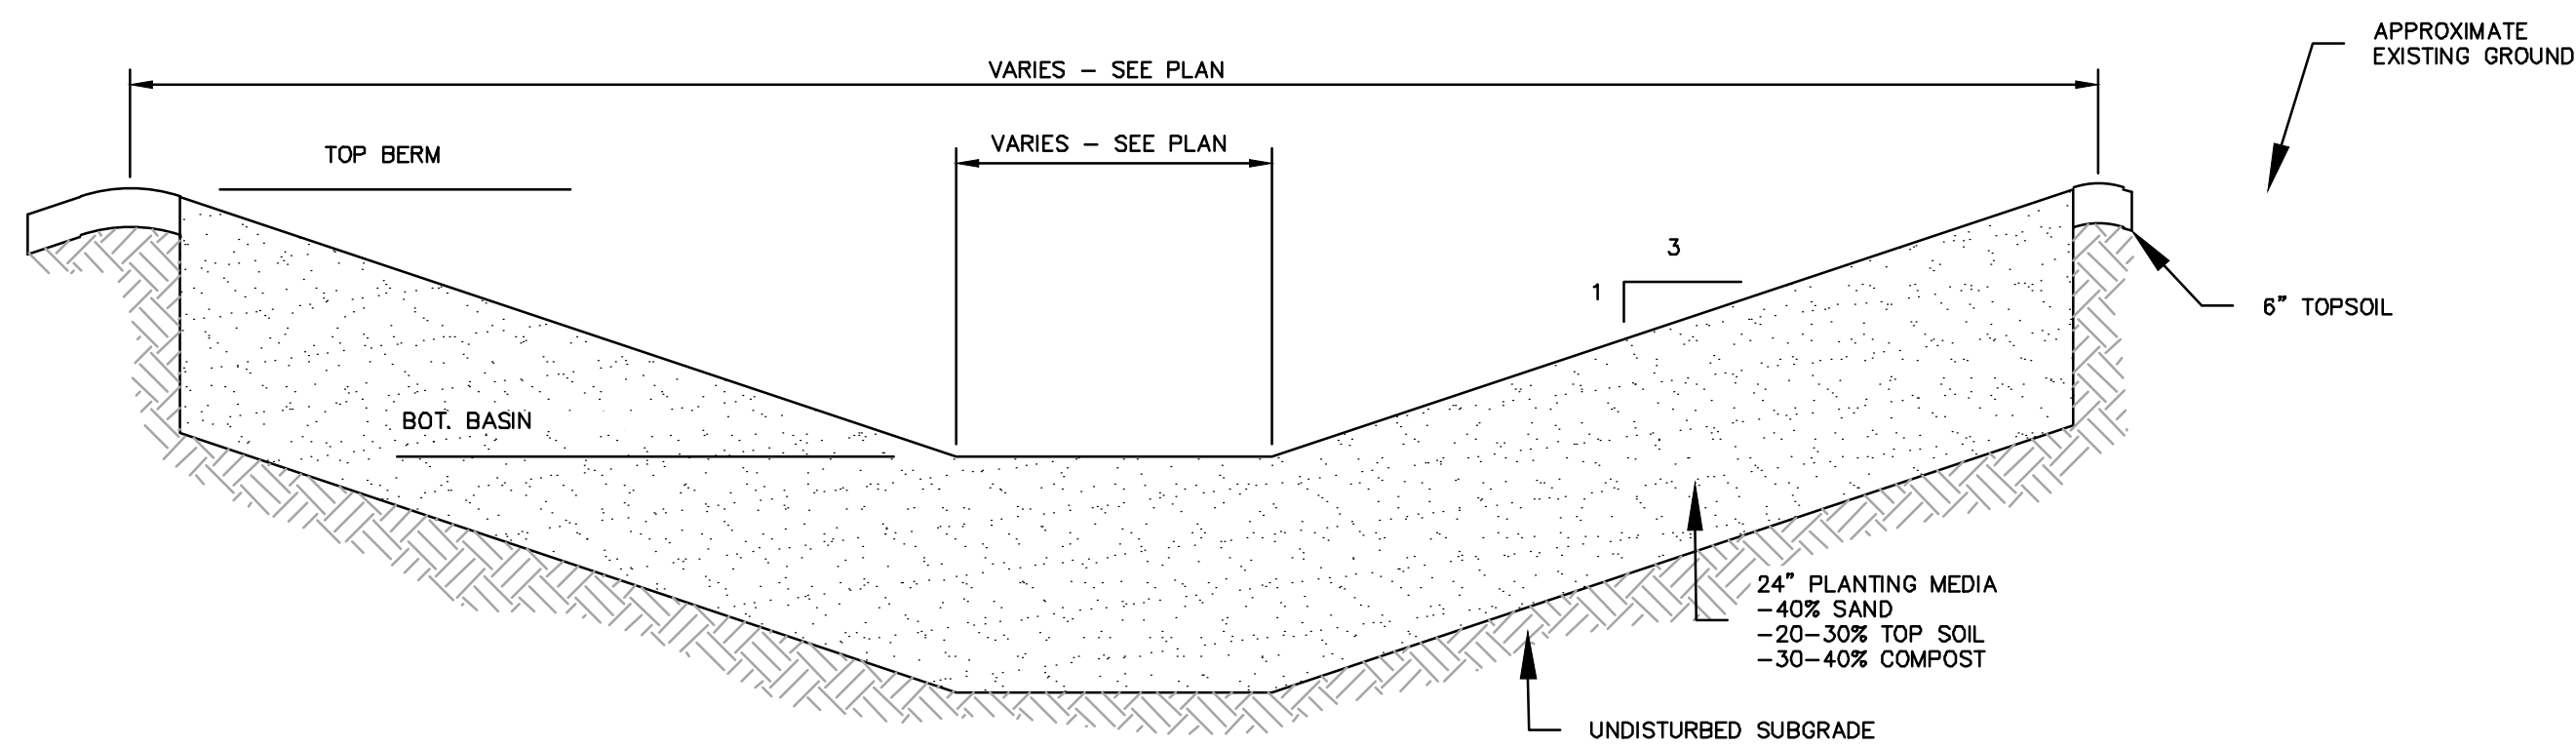 APPROXIMATE
EXISTING GROUND
VARIES – SEE PLAN
VARIES – SEE PLAN
TOP BERM
3
1
6" TOPSOIL
BOT. BASIN
24" PLANTING MEDIA
-40% SAND
-20-30% TOP SOIL
-30-40% COMPOST
UNDISTURBED SUBGRADE